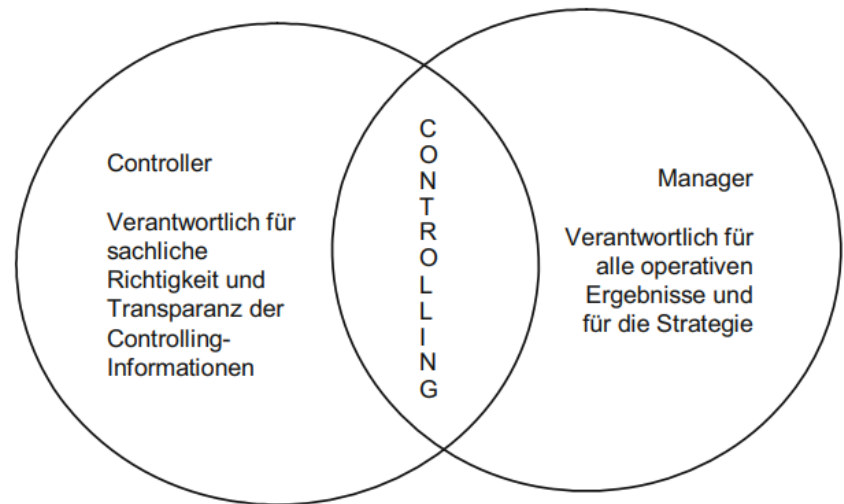 Controller
Verantwortlich für
sachliche
Richtigkeit und
Transparanz der
Controlling-
Informationen
C
O
N
T
R
O
L
L
I
N
G
Manager
Verantwortlich für
alle operativen
Ergebnisse und
für die Strategie